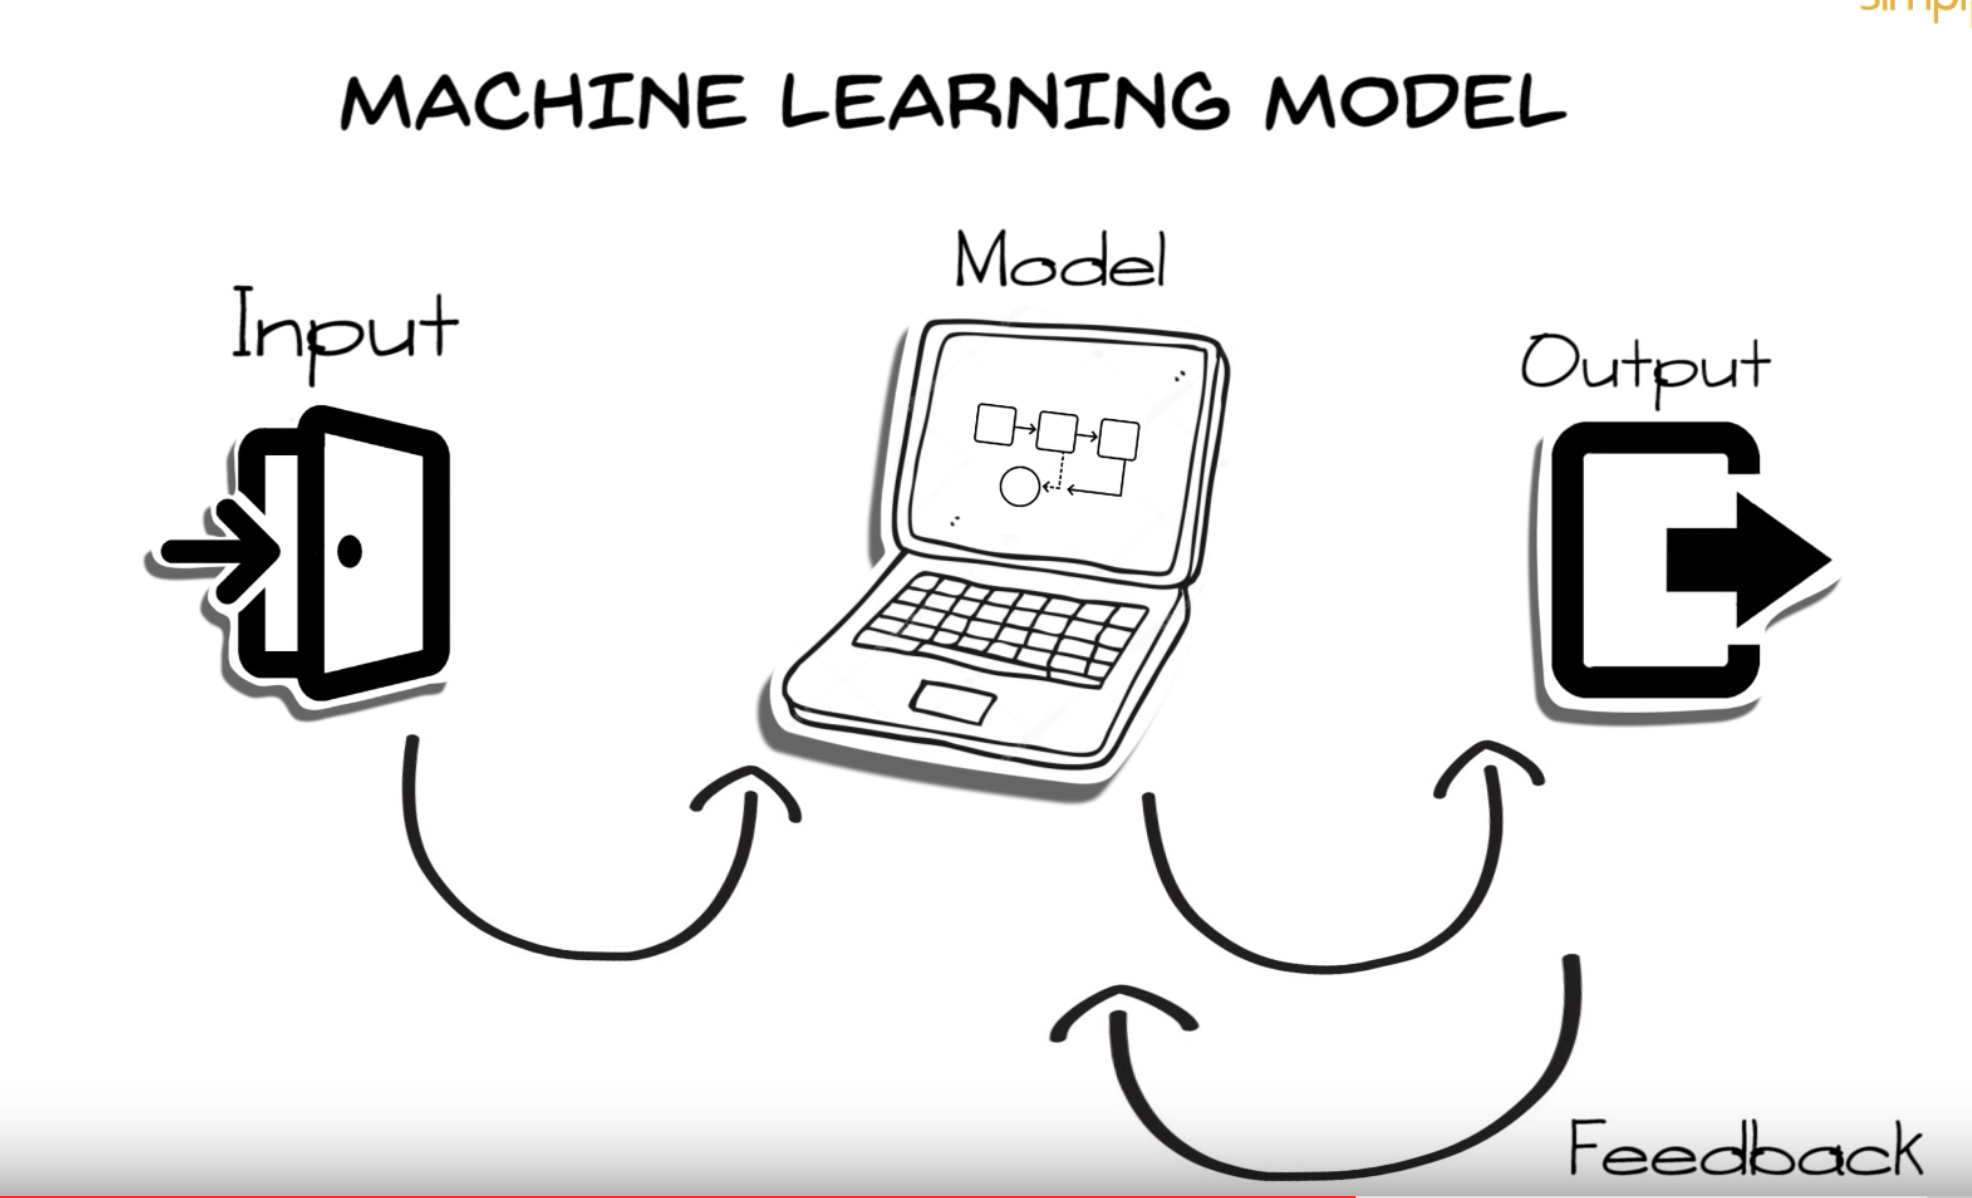 MACHINE LEARNING MODEL
Model
Input
Output
Feedback